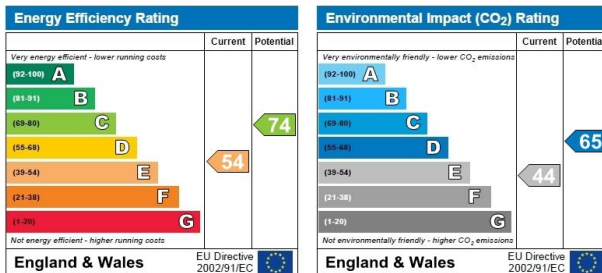 Energy Efficiency Rating
Current Potential
Very energy efficient - lower running costs
(92-100) A
(81-91) B
(69-80) C
(55-68) D
(39-54) E
(21-38) F
(1-20) G
54
74
Not energy efficient - higher running costs
England & Wales
EU Directive
2002/91/EC
Environmental Impact (CO₂) Rating
Current Potential
Very environmentally friendly - lower CO₂ emissions
(92-100) A
(81-91) B
(69-80) C
(55-68) D
(39-54) E
(21-38) F
(1-20) G
44
65
Not environmentally friendly - higher CO₂ emissions
England & Wales
EU Directive
2002/91/EC